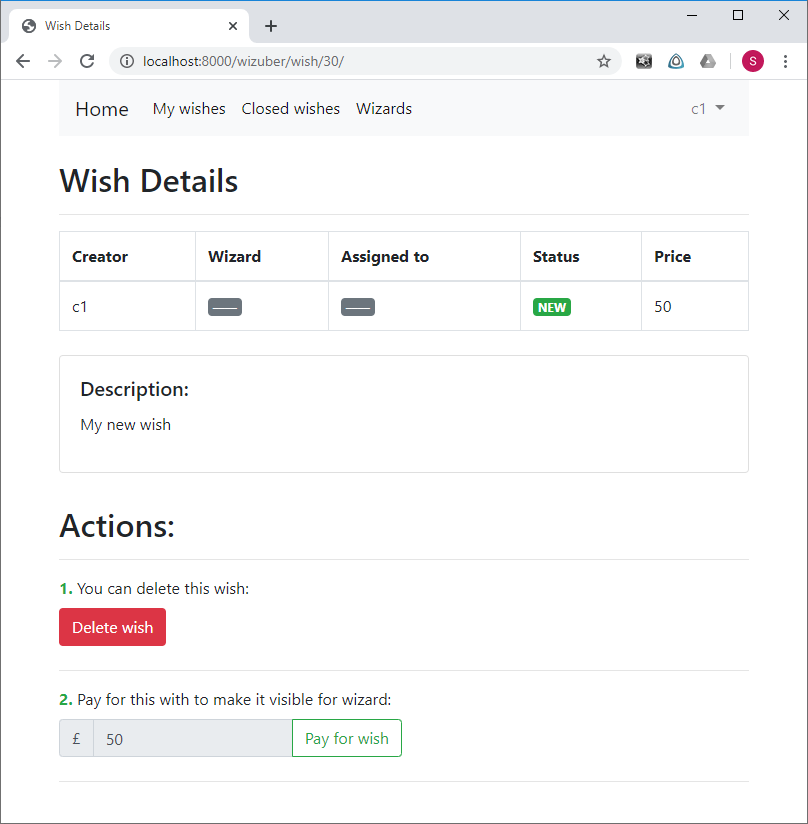 Wish Details
localhost:8000/wizuber/wish/30/
S
Home My wishes Closed wishes Wizards c1
Wish Details
Creator Wizard Assigned to Status Price
c1 —— —— NEW 50
Description:
My new wish
Actions:
1. You can delete this wish:
Delete wish
2. Pay for this with to make it visible for wizard:
£ 50 Pay for wish